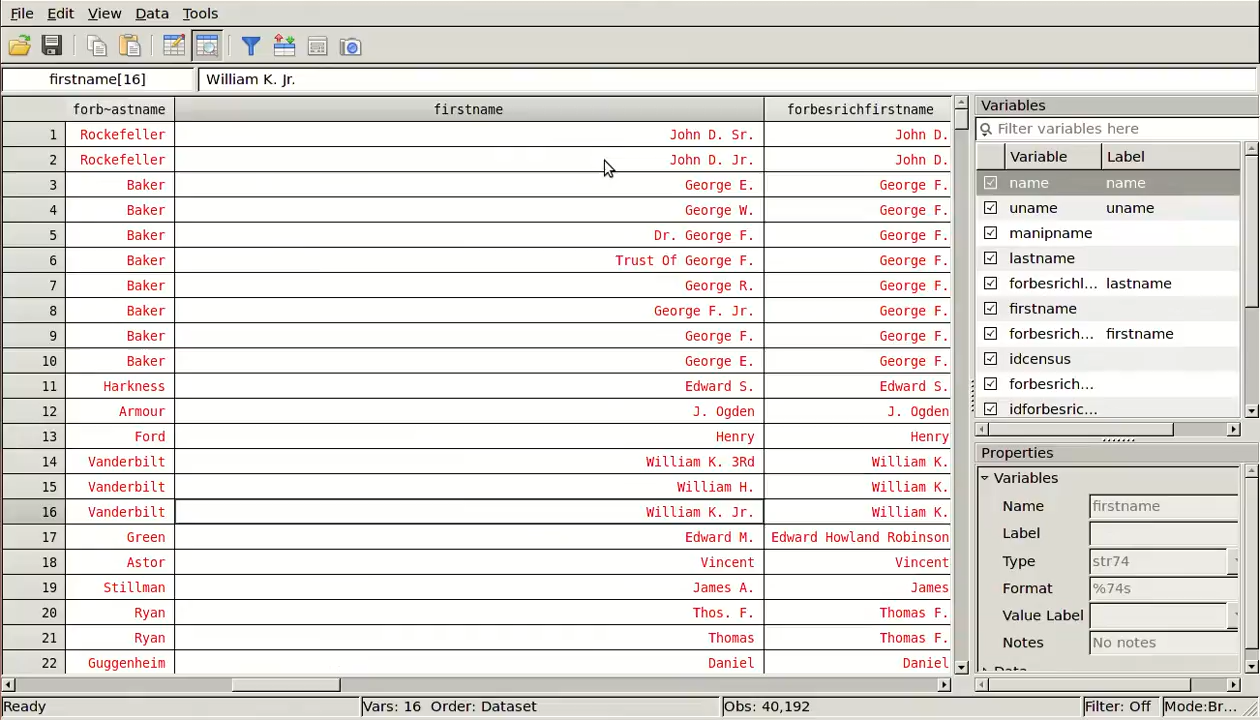 File Edit View Data Tools
firstname[16] William K. Jr.
forb~astname firstname forbesrichfirstname
1 Rockefeller John D. Sr. John D.
2 Rockefeller John D. Jr. John D.
3 Baker George E. George F.
4 Baker George W. George F.
5 Baker Dr. George F. George F.
6 Baker Trust Of George F. George F.
7 Baker George R. George F.
8 Baker George F. Jr. George F.
9 Baker George F. George F.
10 Baker George E. George F.
11 Harkness Edward S. Edward S.
12 Armour J. Ogden J. Ogden
13 Ford Henry Henry
14 Vanderbilt William K. 3Rd William K.
15 Vanderbilt William H. William K.
16 Vanderbilt William K. Jr. William K.
17 Green Edward M. Edward Howland Robinson
18 Astor Vincent Vincent
19 Stillman James A. James
20 Ryan Thos. F. Thomas F.
21 Ryan Thomas Thomas F.
22 Guggenheim Daniel Daniel
Variables
Filter variables here
Variable Label
name name
uname uname
manipname
lastname
forbesrichl... lastname
firstname
forbesrich... firstname
idcensus
forbesrich...
idforbesric...
Properties
Variables
Name firstname
Label
Type str74
Format %74s
Value Label
Notes No notes
Ready Vars: 16 Order: Dataset Obs: 40,192 Filter: Off Mode:Br...